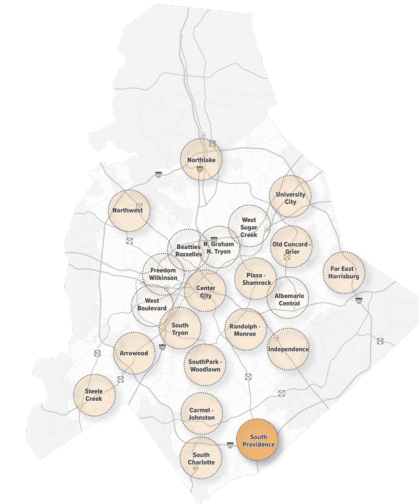 Northlake
University
City
Northwest
West
Sugar
Creek
Beatties
Rozzelles
N. Graham
N. Tryon
Old Concord -
Grier
Far East -
Harrisburg
Freedom
Wilkinson
Plaza -
Shamrock
Center
City
Albemarle
Central
West
Boulevard
South
Tryon
Randolph -
Monroe
Independence
Arrowood
SouthPark -
Woodlawn
Steele
Creek
Carmel -
Johnston
South
Providence
South
Charlotte